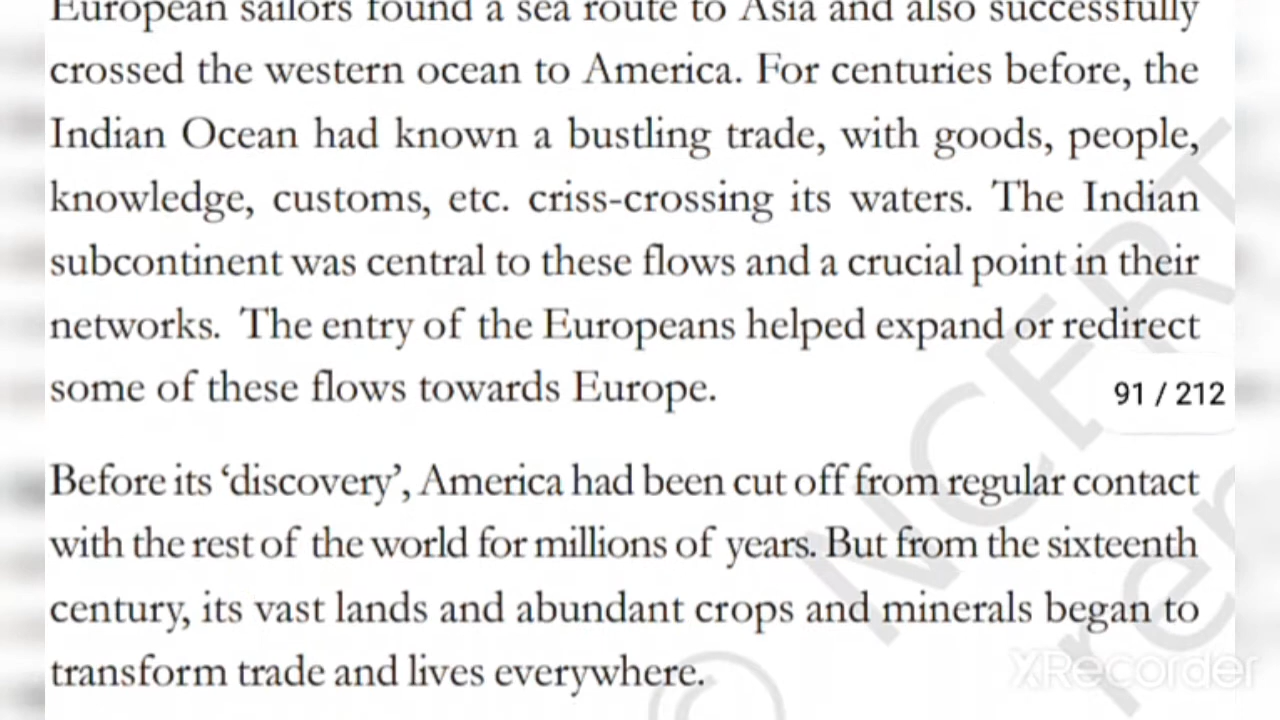 European sailors found a sea route to Asia and also successfully
crossed the western ocean to America. For centuries before, the
Indian Ocean had known a bustling trade, with goods, people,
knowledge, customs, etc. criss-crossing its waters. The Indian
subcontinent was central to these flows and a crucial point in their
networks. The entry of the Europeans helped expand or redirect
some of these flows towards Europe.
91 / 212
Before its ‘discovery’, America had been cut off from regular contact
with the rest of the world for millions of years. But from the sixteenth
century, its vast lands and abundant crops and minerals began to
transform trade and lives everywhere.
© NCERT
XRecorder